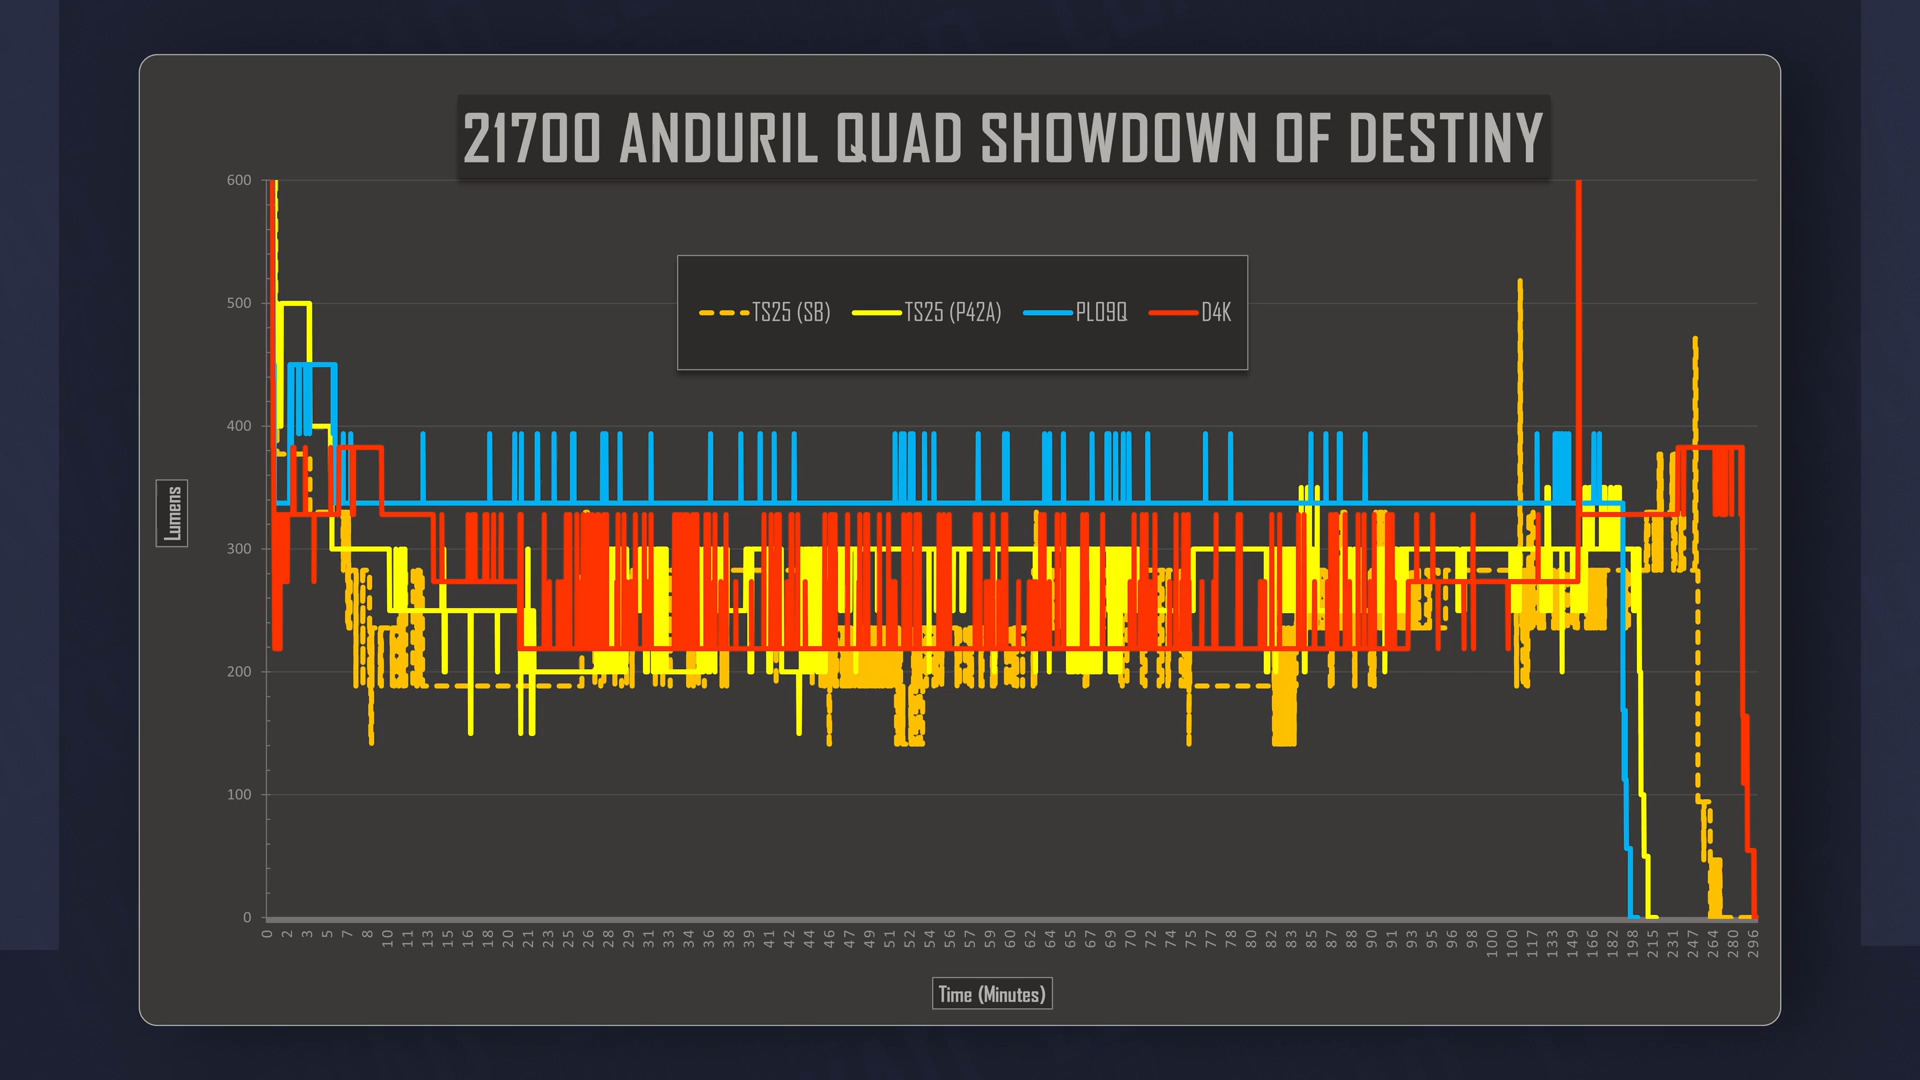 21700 ANDURIL QUAD SHOWDOWN OF DESTINY
600
500
400
300
200
100
0
Lumens
TS25 (SB) TS25 (P42A) PL09Q D4K
0 2 3 5 7 8 10 11 13 15 16 18 20 21 23 25 26 28 29 31 33 34 36 38 39 41 42 44 46 47 49 51 52 54 56 57 59 60 62 64 65 67 69 70 72 74 75 77 78 80 82 83 85 87 88 90 91 93 95 96 98 100 100 117 133 149 166 182 198 215 231 247 264 280 296
Time (Minutes)